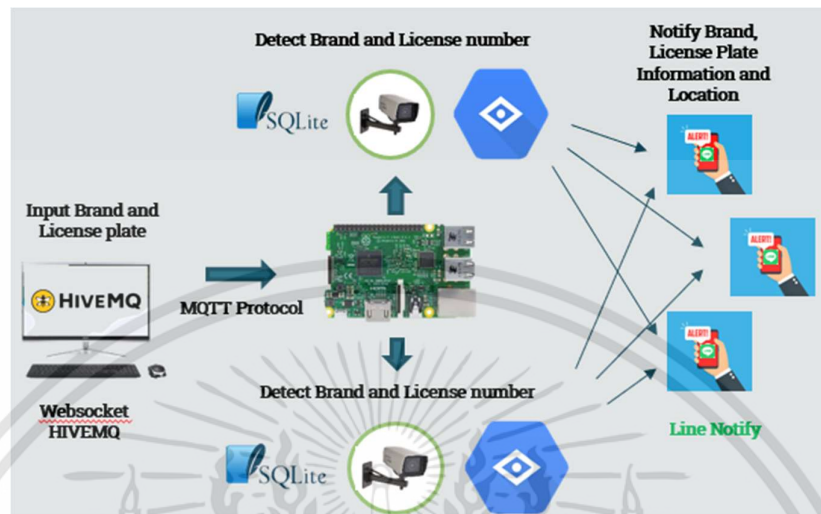 Detect Brand and License number
Notify Brand,
License Plate
Information and
Location
SQLite
ALERT!
Input Brand and
License plate
HIVEMQ
MQTT Protocol
ALERT!
ALERT!
Websocket
HIVEMQ
Detect Brand and License number
SQLite
Line Notify